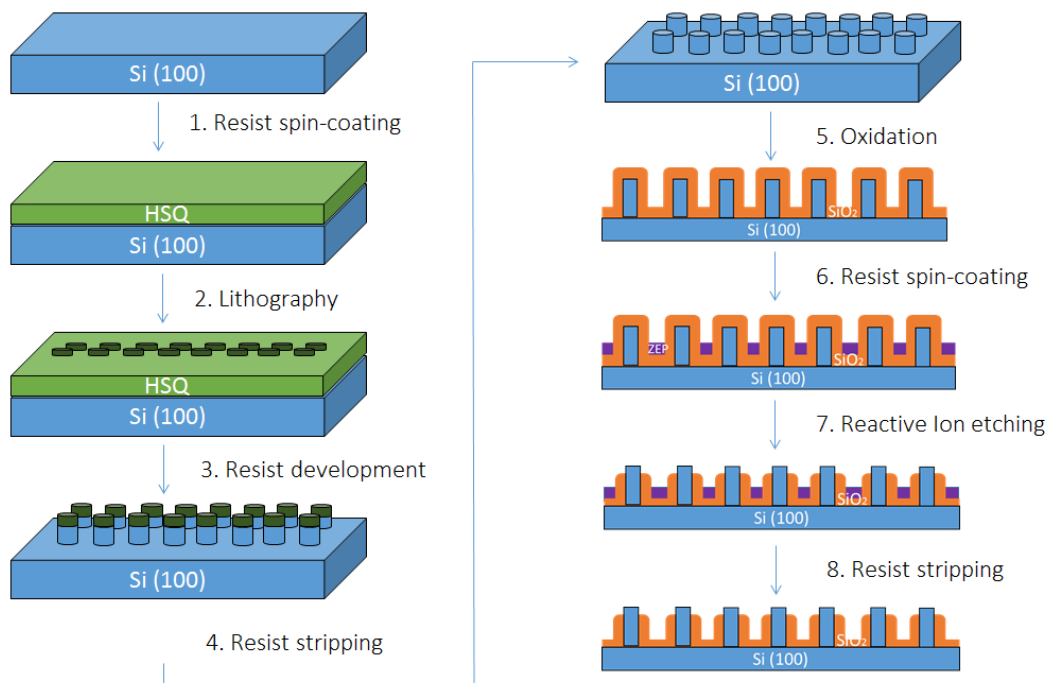 Si (100)
1. Resist spin-coating
HSQ
Si (100)
2. Lithography
HSQ
Si (100)
3. Resist development
Si (100)
4. Resist stripping
Si (100)
5. Oxidation
SiO₂
Si (100)
6. Resist spin-coating
ZEP
SiO₂
Si (100)
7. Reactive Ion etching
SiO₂
Si (100)
8. Resist stripping
SiO₂
Si (100)